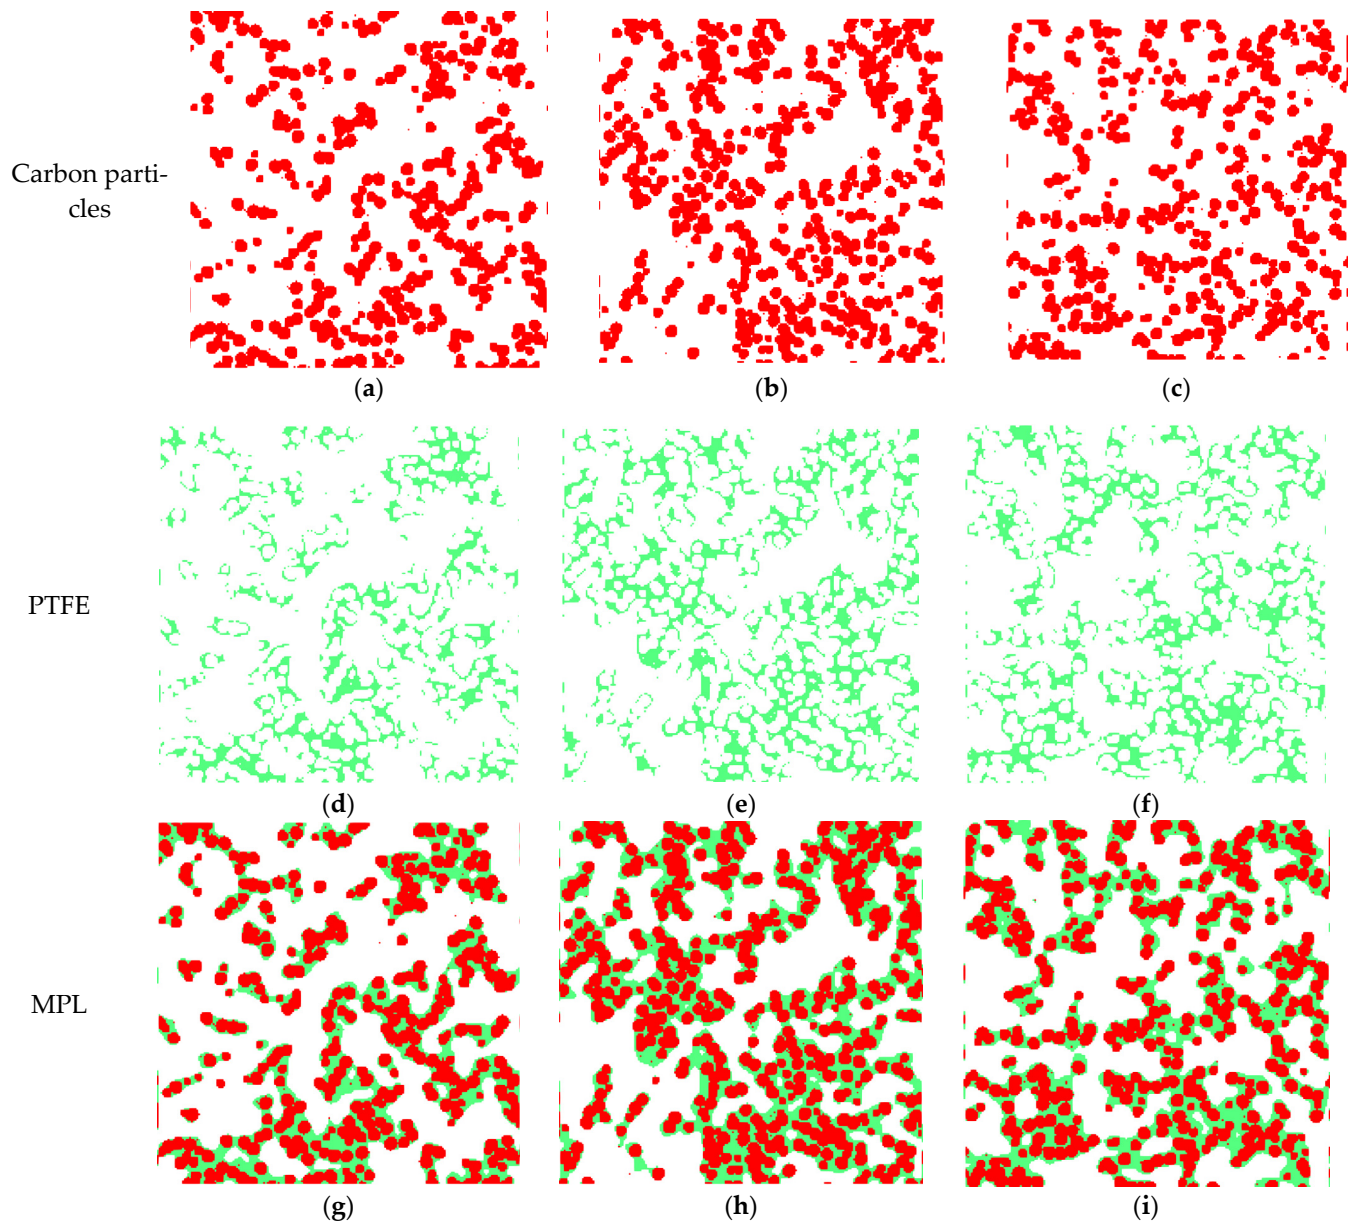 Carbon parti-
cles
(a)
(b)
(c)
PTFE
(d)
(e)
(f)
MPL
(g)
(h)
(i)